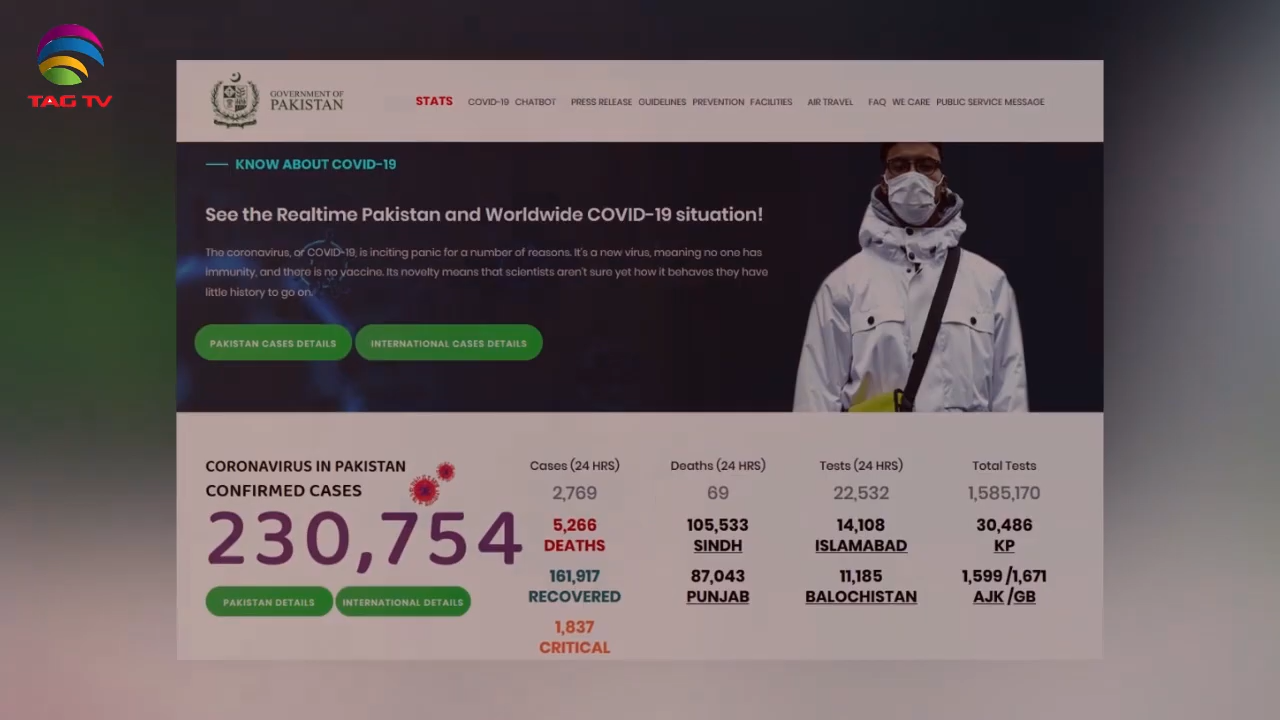 TAG TV
GOVERNMENT OF
PAKISTAN
STATS COVID-19 CHATBOT PRESS RELEASE GUIDELINES PREVENTION FACILITIES AIR TRAVEL FAQ WE CARE PUBLIC SERVICE MESSAGE
KNOW ABOUT COVID-19
See the Realtime Pakistan and Worldwide COVID-19 situation!
The coronavirus, or COVID-19, is inciting panic for a number of reasons. It's a new virus, meaning no one has
immunity, and there is no vaccine. Its novelty means that scientists aren't sure yet how it behaves they have
little history to go on.
PAKISTAN CASES DETAILS INTERNATIONAL CASES DETAILS
CORONAVIRUS IN PAKISTAN
CONFIRMED CASES
230,754
PAKISTAN DETAILS INTERNATIONAL DETAILS
Cases (24 HRS) Deaths (24 HRS) Tests (24 HRS) Total Tests
2,769 69 22,532 1,585,170
5,266 105,533 14,108 30,486
DEATHS SINDH ISLAMABAD KP
161,917 87,043 11,185 1,599 /1,671
RECOVERED PUNJAB BALOCHISTAN AJK /GB
1,837
CRITICAL